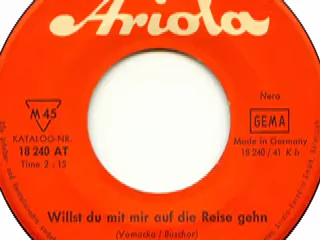 Ariola
M 45
KATALOG-NR.
18 240 AT
Time 2:15
Nera
GEMA
Made in Germany
18 240 / 41 K b
Willst du mit mir auf die Reise gehn
(Vomacka / Buschor)